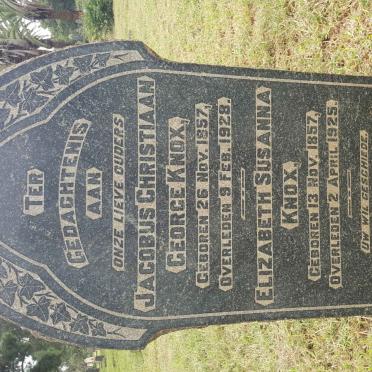 TER
GEDACHTENIS
AAN
ONZE LIEVE OUDERS
JACOBUS CHRISTIAAN
GEORGE KNOX,
GEBOREN 26 NOV. 1857,
OVERLEDEN 9 FEB. 1929.
ELIZABETH SUSANNA
KNOX,
GEBOREN 13 NOV. 1857,
OVERLEDEN 2 APRIL 1925.
UW WIL GESCHIEDE